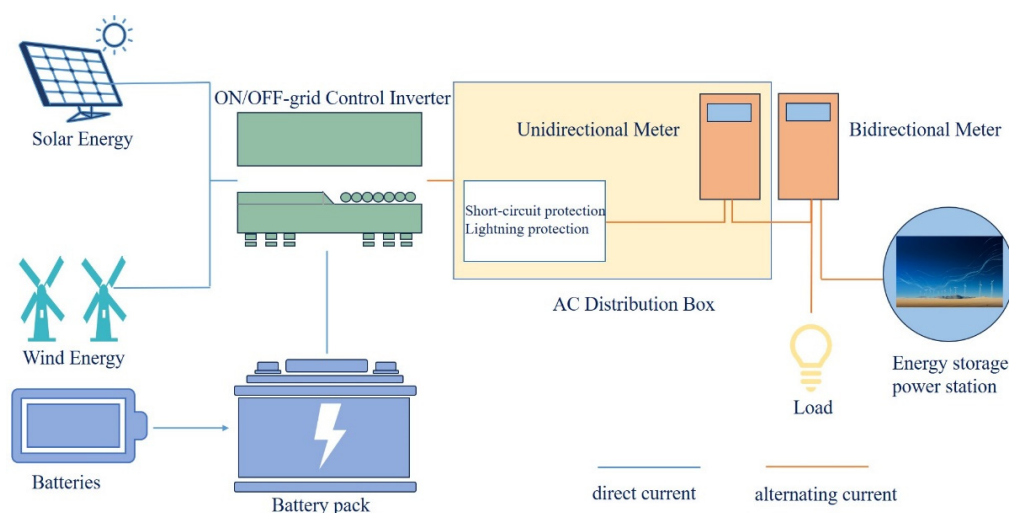 ON/OFF-grid Control Inverter
Solar Energy
Unidirectional Meter
Bidirectional Meter
Short-circuit protection
Lightning protection
AC Distribution Box
Wind Energy
Energy storage
power station
Load
Batteries
Battery pack
direct current
alternating current